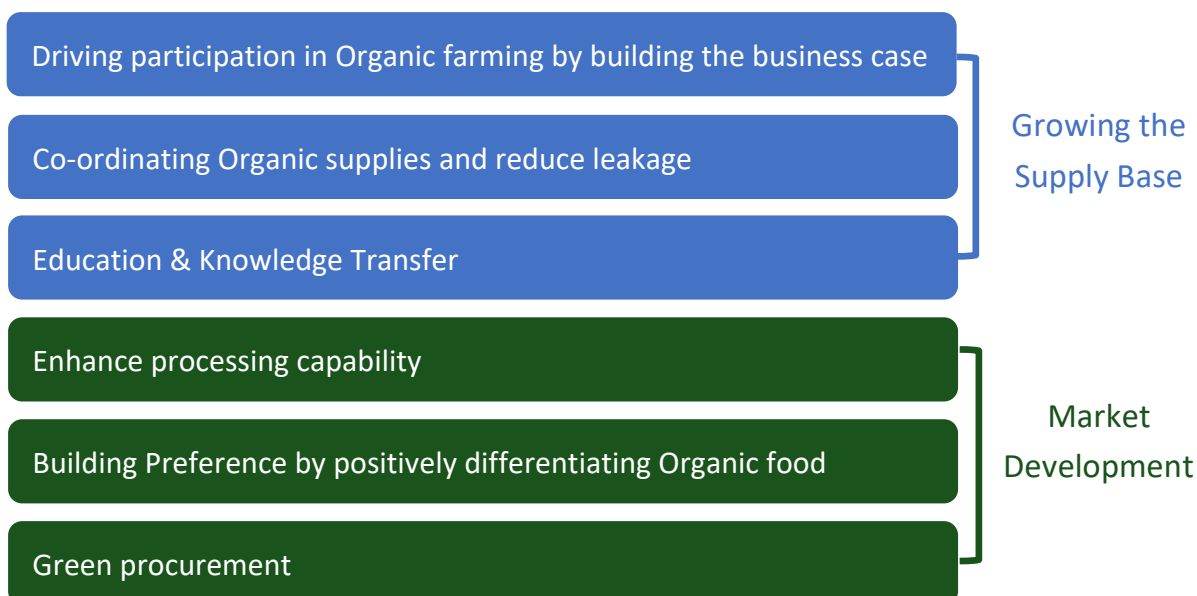 Driving participation in Organic farming by building the business case
Co-ordinating Organic supplies and reduce leakage
Education & Knowledge Transfer
Growing the
Supply Base
Enhance processing capability
Building Preference by positively differentiating Organic food
Green procurement
Market
Development